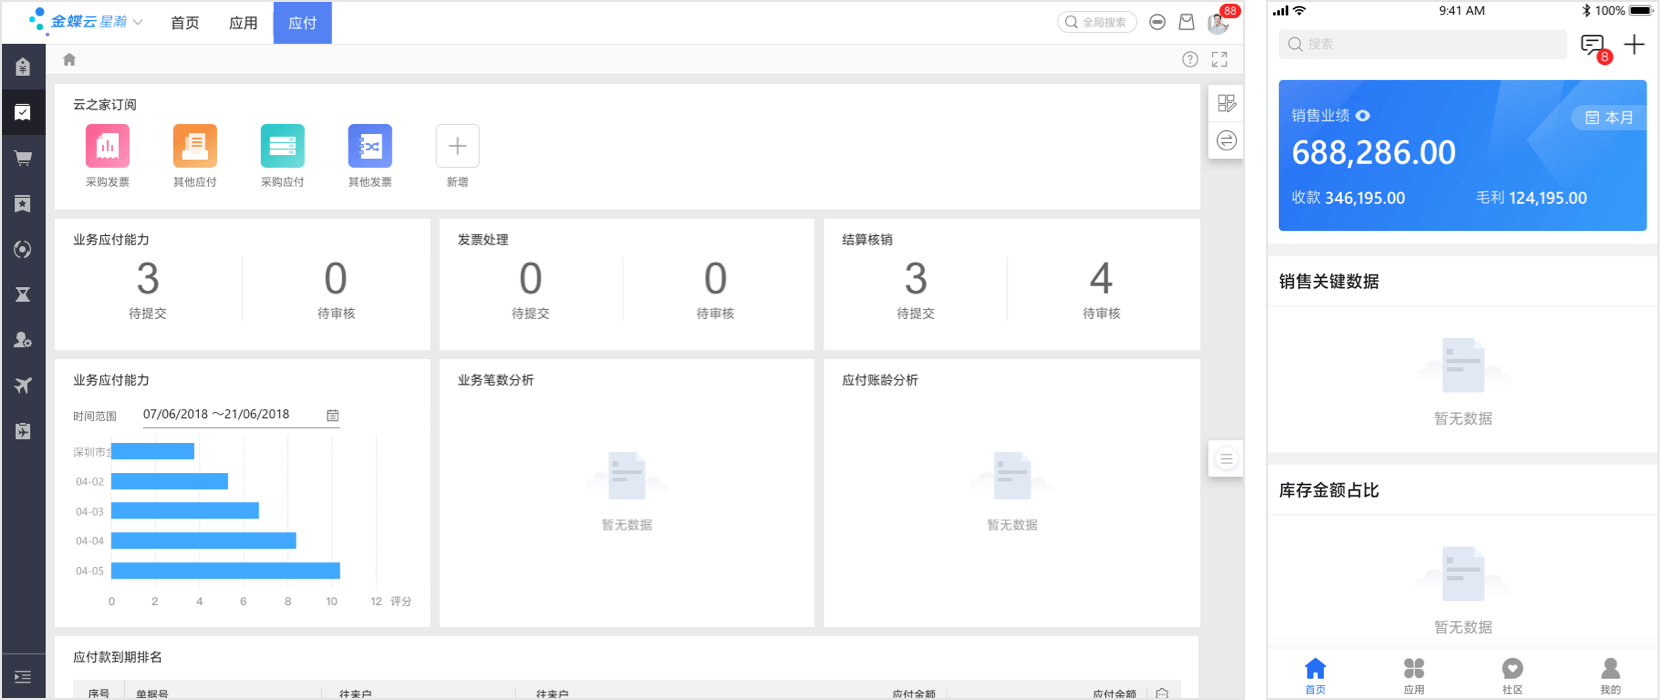 金蝶云 星瀚 首页 应用 应付 全局搜索 88
云之家订阅
采购发票 其他应付 采购应付 其他发票 新增
业务应付能力
3 0
待提交 待审核
发票处理
0 0
待提交 待审核
结算核销
3 4
待提交 待审核
业务应付能力
时间范围 07/06/2018 ～21/06/2018
深圳市
04-02
04-03
04-04
04-05
0 2 4 6 8 10 12 评分
业务笔数分析
暂无数据
应付账龄分析
暂无数据
应付款到期排名
序号 单据号 往来户 往来户 应付金额 应付金额
9:41 AM 100%
搜索 8
销售业绩 本月
688,286.00
收款 346,195.00 毛利 124,195.00
销售关键数据
暂无数据
库存金额占比
暂无数据
首页 应用 社区 我的